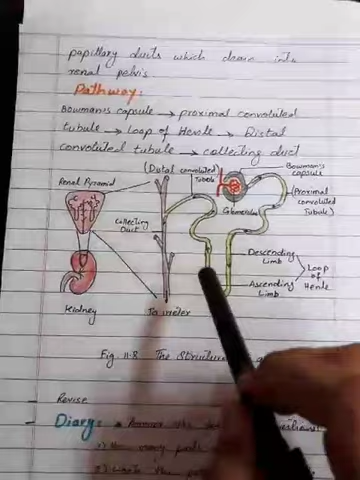 papillary ducts which drain into
renal pelvis.
Pathway:
Bowman's capsule → proximal convoluted
tubule → Loop of Henle → Distal
convoluted tubule → collecting duct
(Distal convoluted
Tubule)
Bowman's
capsule
Renal Pyramid
(Proximal
convoluted
Tubule)
Glomerulus
Collecting
Duct
Descending
Limb
Loop
of
Henle
Ascending
Limb
Kidney
To ureter
Fig 11.8 The Structure
Revise
Diary: